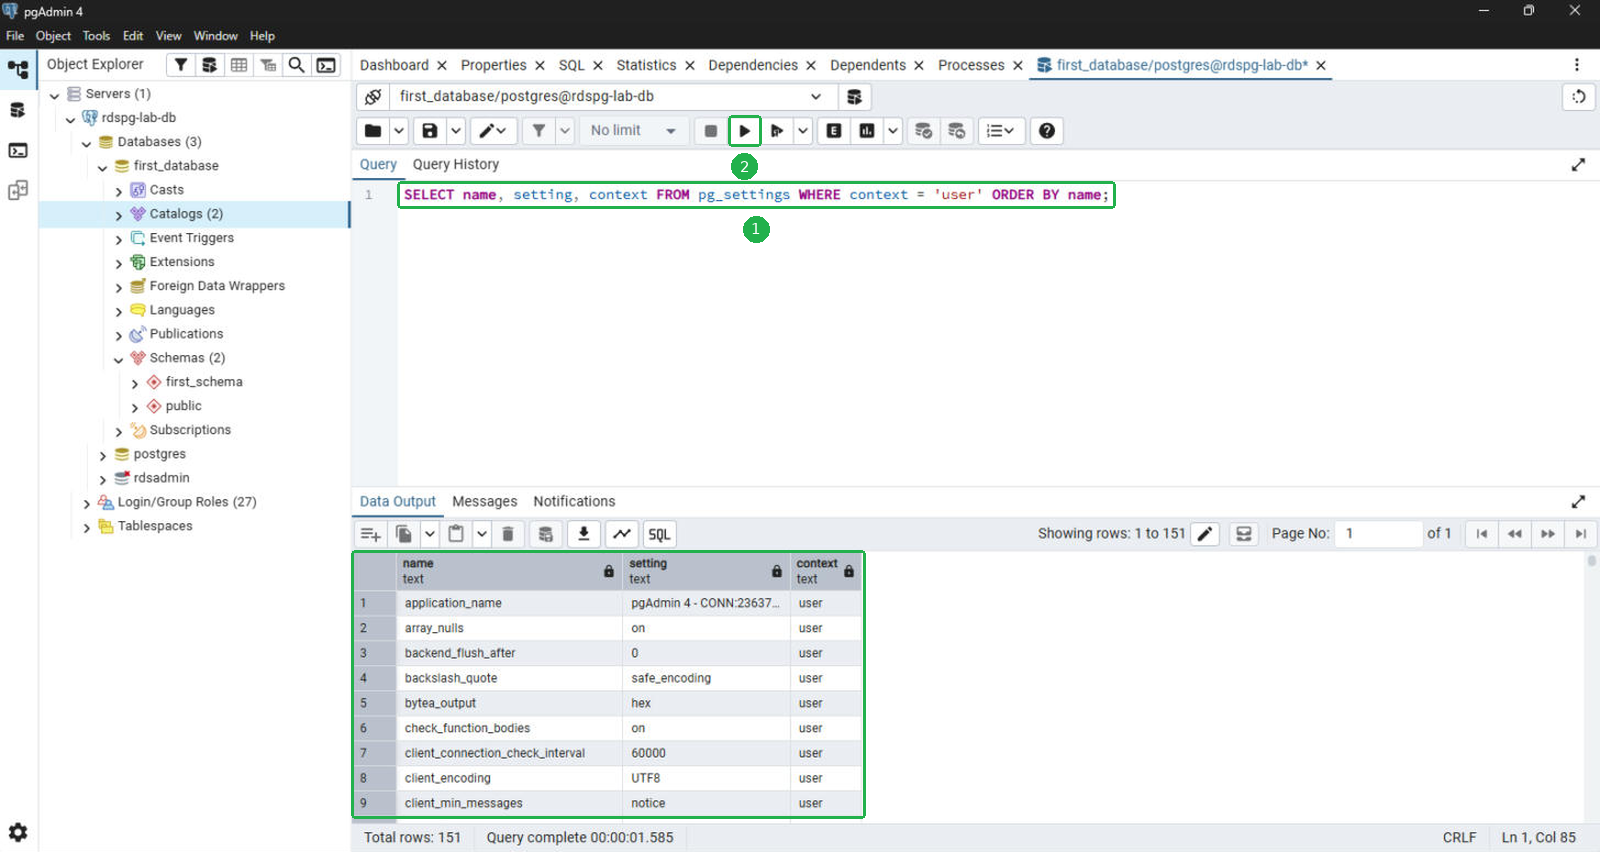 pgAdmin 4
File Object Tools Edit View Window Help
Object Explorer
Dashboard Properties SQL Statistics Dependencies Dependents Processes first_database/postgres@rdspg-lab-db*
Servers (1)
rdspg-lab-db
Databases (3)
first_database
Casts
Catalogs (2)
Event Triggers
Extensions
Foreign Data Wrappers
Languages
Publications
Schemas (2)
first_schema
public
Subscriptions
postgres
rdsadmin
Login/Group Roles (27)
Tablespaces
first_database/postgres@rdspg-lab-db
No limit
E
2
Query Query History
1 SELECT name, setting, context FROM pg_settings WHERE context = 'user' ORDER BY name;
1
Data Output Messages Notifications
SQL
Showing rows: 1 to 151
Page No: 1 of 1
name setting context
text text text
1 application_name pgAdmin 4 - CONN:23637... user
2 array_nulls on user
3 backend_flush_after 0 user
4 backslash_quote safe_encoding user
5 bytea_output hex user
6 check_function_bodies on user
7 client_connection_check_interval 60000 user
8 client_encoding UTF8 user
9 client_min_messages notice user
Total rows: 151 Query complete 00:00:01.585 CRLF Ln 1, Col 85